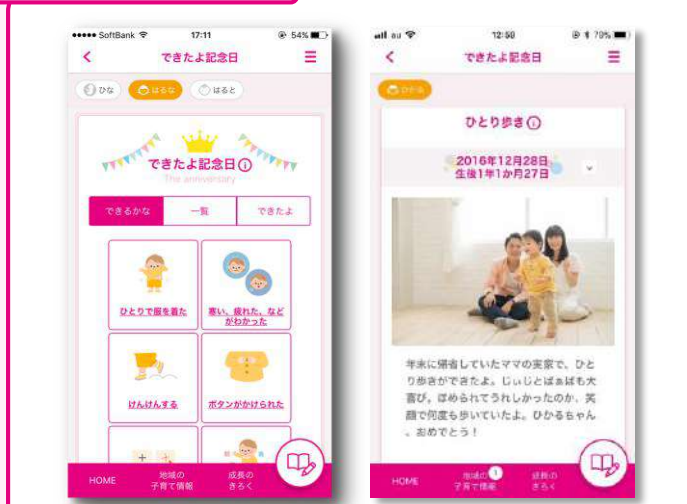 SoftBank 17:11 54%
できたよ記念日
ひな はるな はると
できたよ記念日
The anniversary
できるかな 一覧 できたよ
ひとりで服を着た
寒い、疲れた、など
がわかった
けんけんする
ボタンがかけられた
HOME
地域の
子育て情報
成長の
きろく
au 12:59 79%
できたよ記念日
ひかる
ひとり歩き
2016年12月28日
生後1年1か月27日
年末に帰省していたママの実家で、ひと
り歩きができたよ。じぃじとばぁばも大
喜び。ほめられてうれしかったのか、笑
顔で何度も歩いていたよ。ひかるちゃん
、おめでとう！
HOME
地域の 1
子育て情報
成長の
きろく